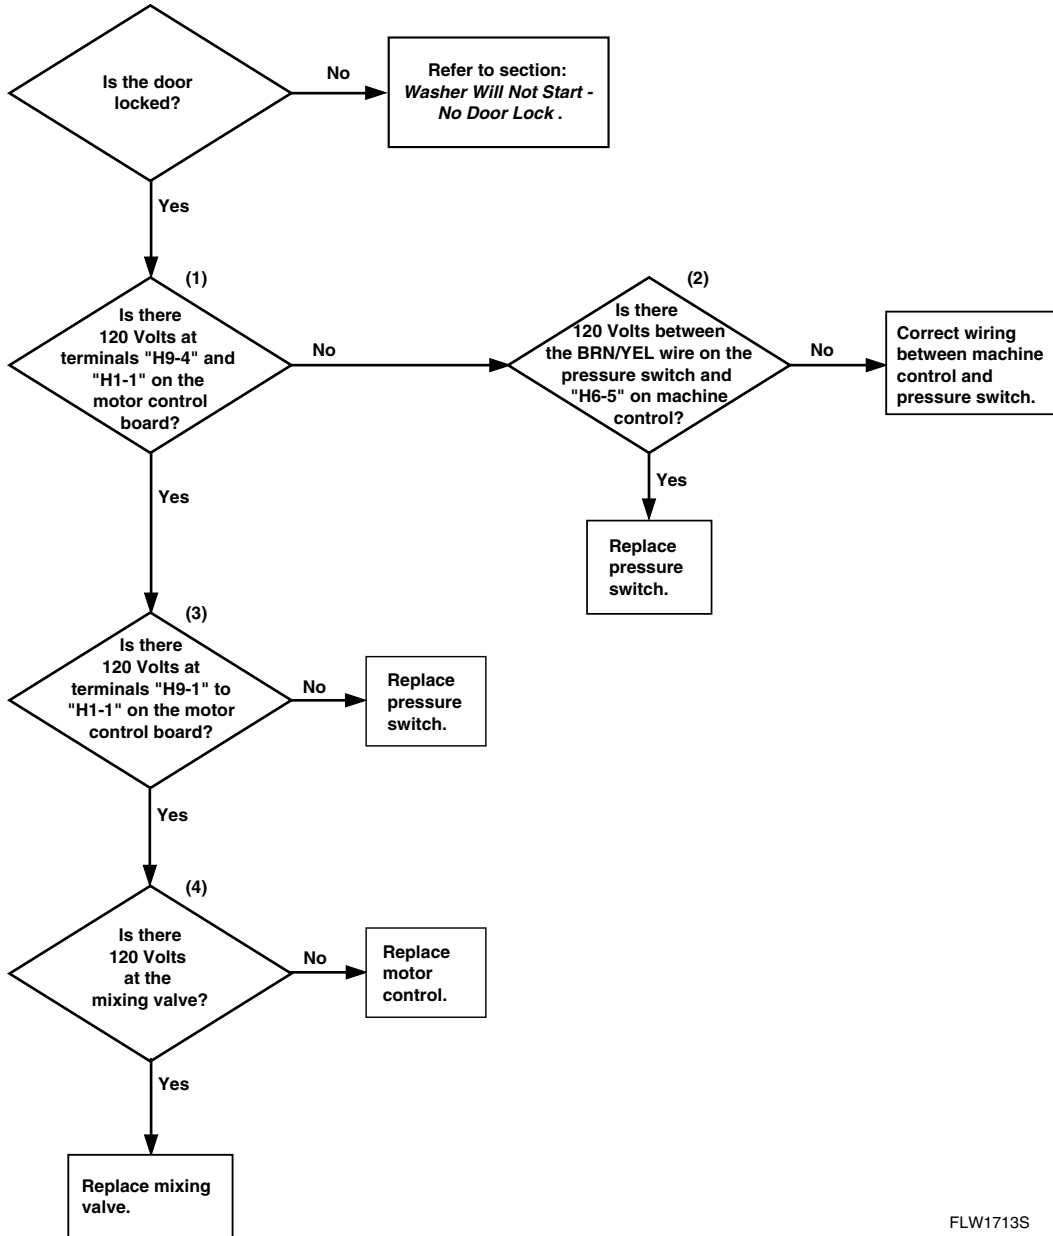 Is the door
locked?
No
Refer to section:
Washer Will Not Start -
No Door Lock .
Yes
(1)
Is there
120 Volts at
terminals "H9-4" and
"H1-1" on the
motor control
board?
No
(2)
Is there
120 Volts between
the BRN/YEL wire on the
pressure switch and
"H6-5" on machine
control?
No
Correct wiring
between machine
control and
pressure switch.
Yes
Yes
Replace
pressure
switch.
(3)
Is there
120 Volts at
terminals "H9-1" to
"H1-1" on the motor
control board?
No
Replace
pressure
switch.
Yes
(4)
Is there
120 Volts
at the
mixing valve?
No
Replace
motor
control.
Yes
Replace mixing
valve.
FLW1713S